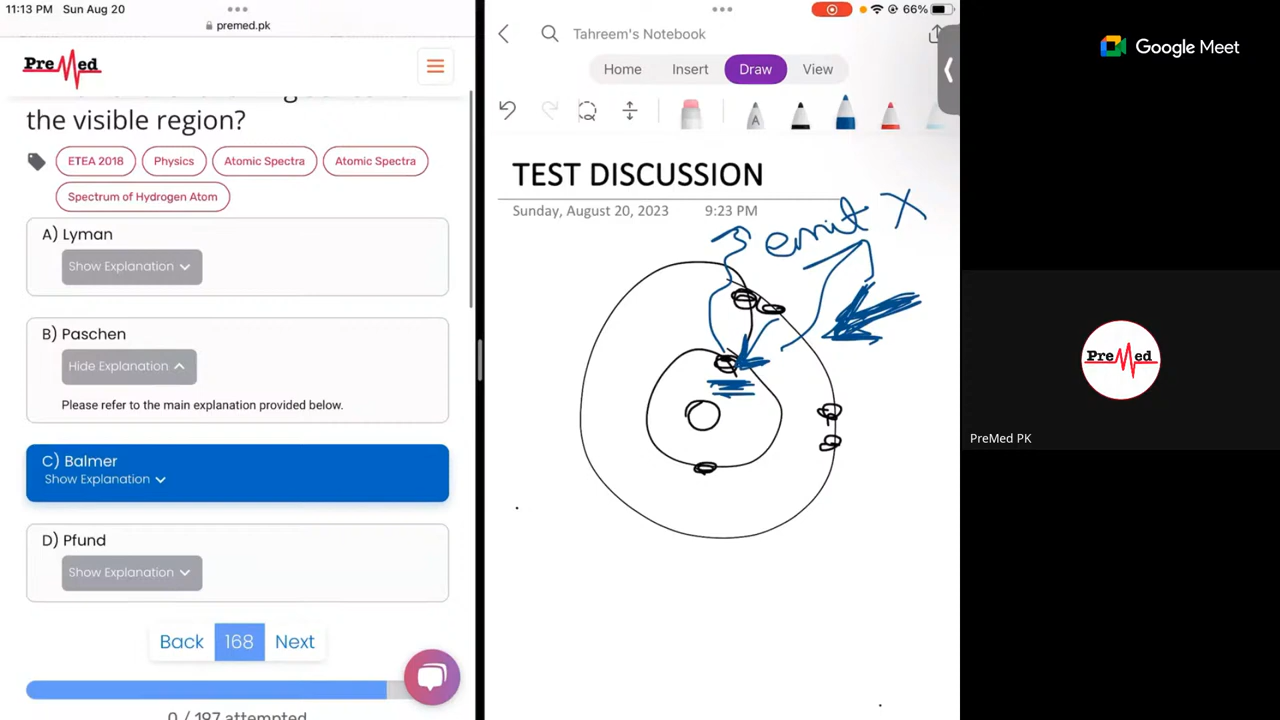 11:13 PM Sun Aug 20
premed.pk
PreMed
the visible region?
ETEA 2018
Physics
Atomic Spectra
Atomic Spectra
Spectrum of Hydrogen Atom
A) Lyman
Show Explanation
B) Paschen
Hide Explanation
Please refer to the main explanation provided below.
C) Balmer
Show Explanation
D) Pfund
Show Explanation
Back 168 Next
0 / 197 attempted
66%
Tahreem's Notebook
Home Insert Draw View
A
TEST DISCUSSION
Sunday, August 20, 2023 9:23 PM
emit X
Google Meet
PreMed
PreMed PK